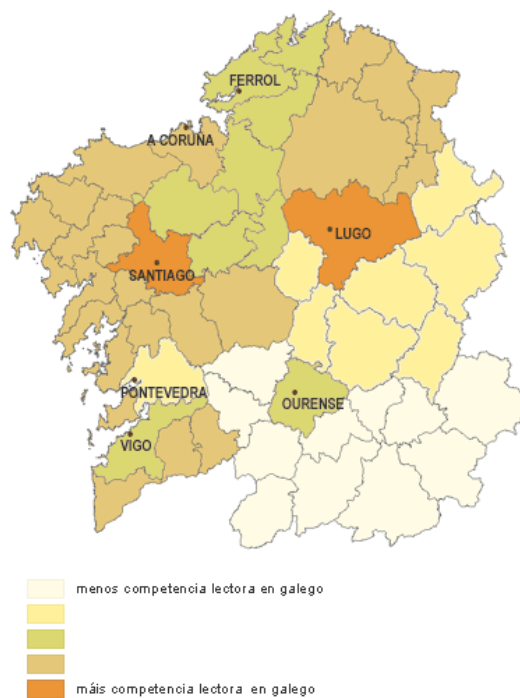 FERROL
A CORUÑA
LUGO
SANTIAGO
PONTEVEDRA
OURENSE
VIGO
menos competencia lectora en galego
máis competencia lectora en galego